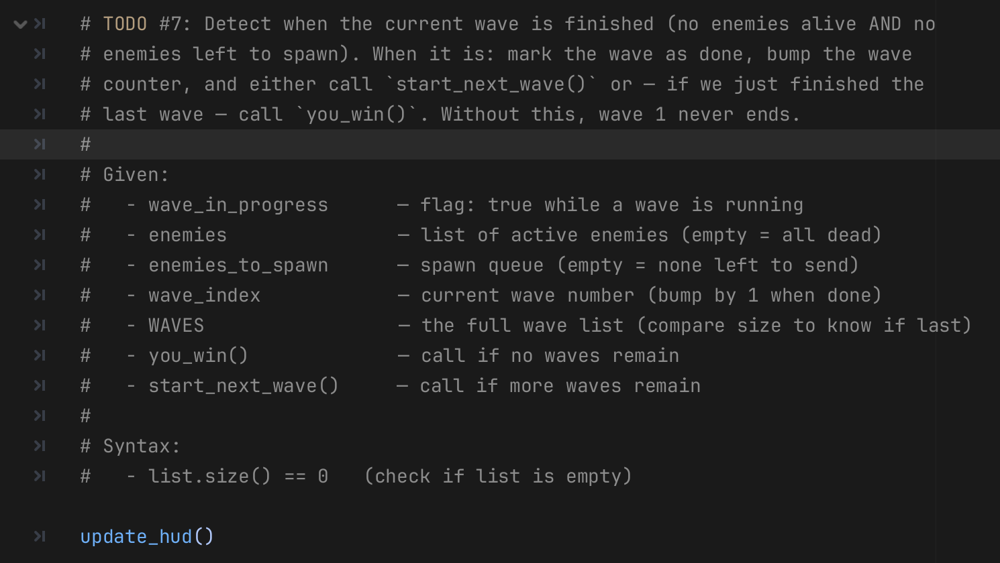 # TODO #7: Detect when the current wave is finished (no enemies alive AND no
# enemies left to spawn). When it is: mark the wave as done, bump the wave
# counter, and either call `start_next_wave()` or — if we just finished the
# last wave — call `you_win()`. Without this, wave 1 never ends.
#
# Given:
#   - wave_in_progress      — flag: true while a wave is running
#   - enemies               — list of active enemies (empty = all dead)
#   - enemies_to_spawn      — spawn queue (empty = none left to send)
#   - wave_index            — current wave number (bump by 1 when done)
#   - WAVES                 — the full wave list (compare size to know if last)
#   - you_win()             — call if no waves remain
#   - start_next_wave()     — call if more waves remain
#
# Syntax:
#   - list.size() == 0   (check if list is empty)
update_hud()